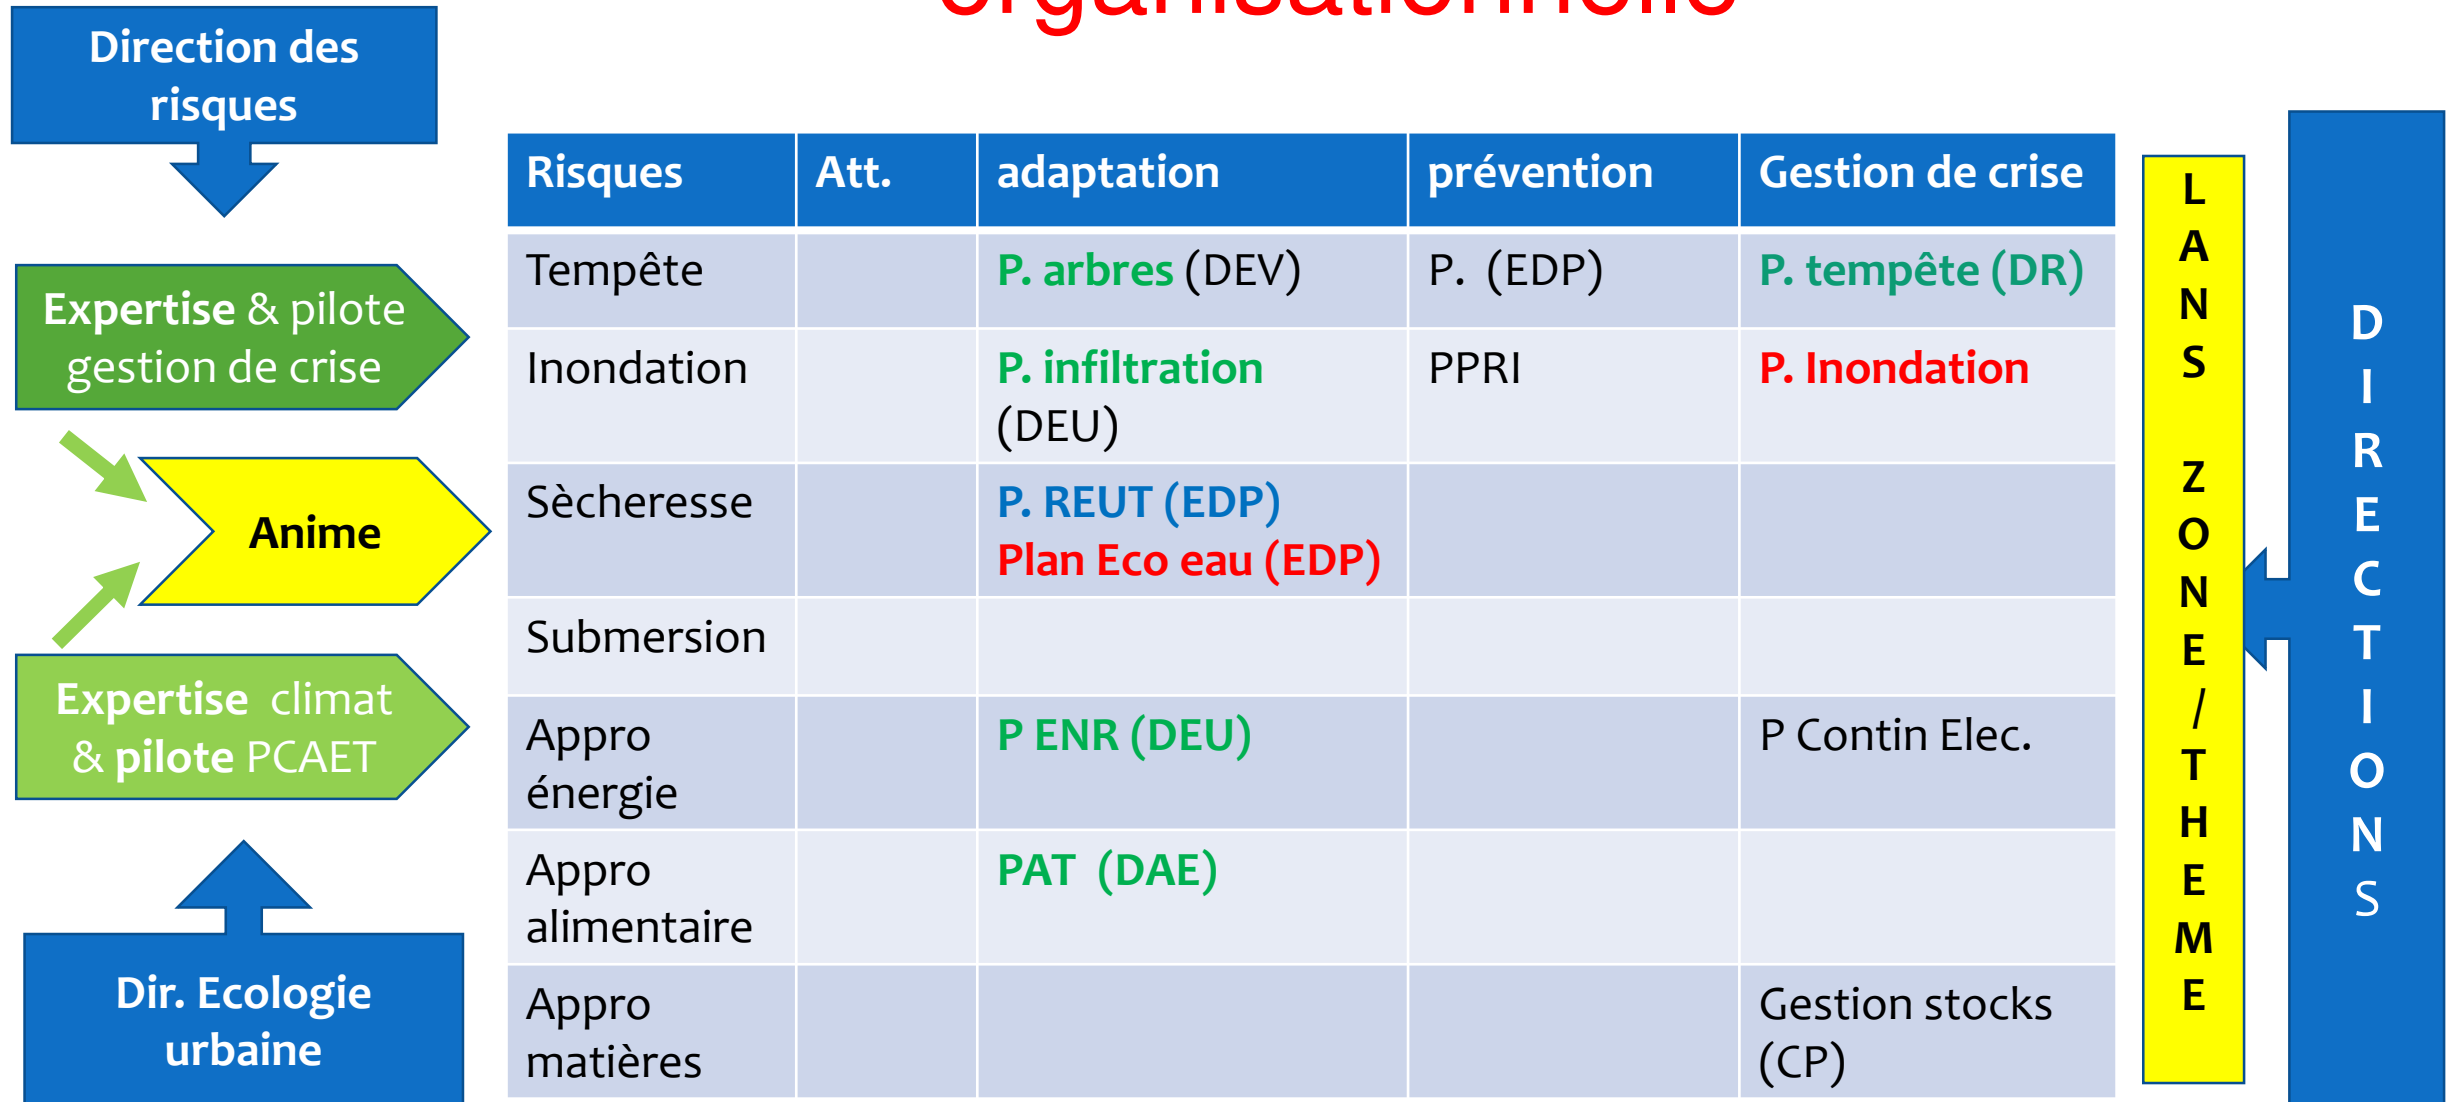 organisationnelle
Direction des
risques
Expertise & pilote
gestion de crise
Anime
Expertise climat
& pilote PCAET
Dir. Ecologie
urbaine
Risques Att. adaptation prévention Gestion de crise
Tempête P. arbres (DEV) P. (EDP) P. tempête (DR)
Inondation P. infiltration PPRI P. Inondation
(DEU)
Sècheresse P. REUT (EDP)
Plan Eco eau (EDP)
Submersion
Appro P ENR (DEU) P Contin Elec.
énergie
Appro PAT (DAE)
alimentaire
Appro Gestion stocks
matières (CP)
L
A
N
S
Z
O
N
E
/
T
H
E
M
E
D
I
R
E
C
T
I
O
N
S